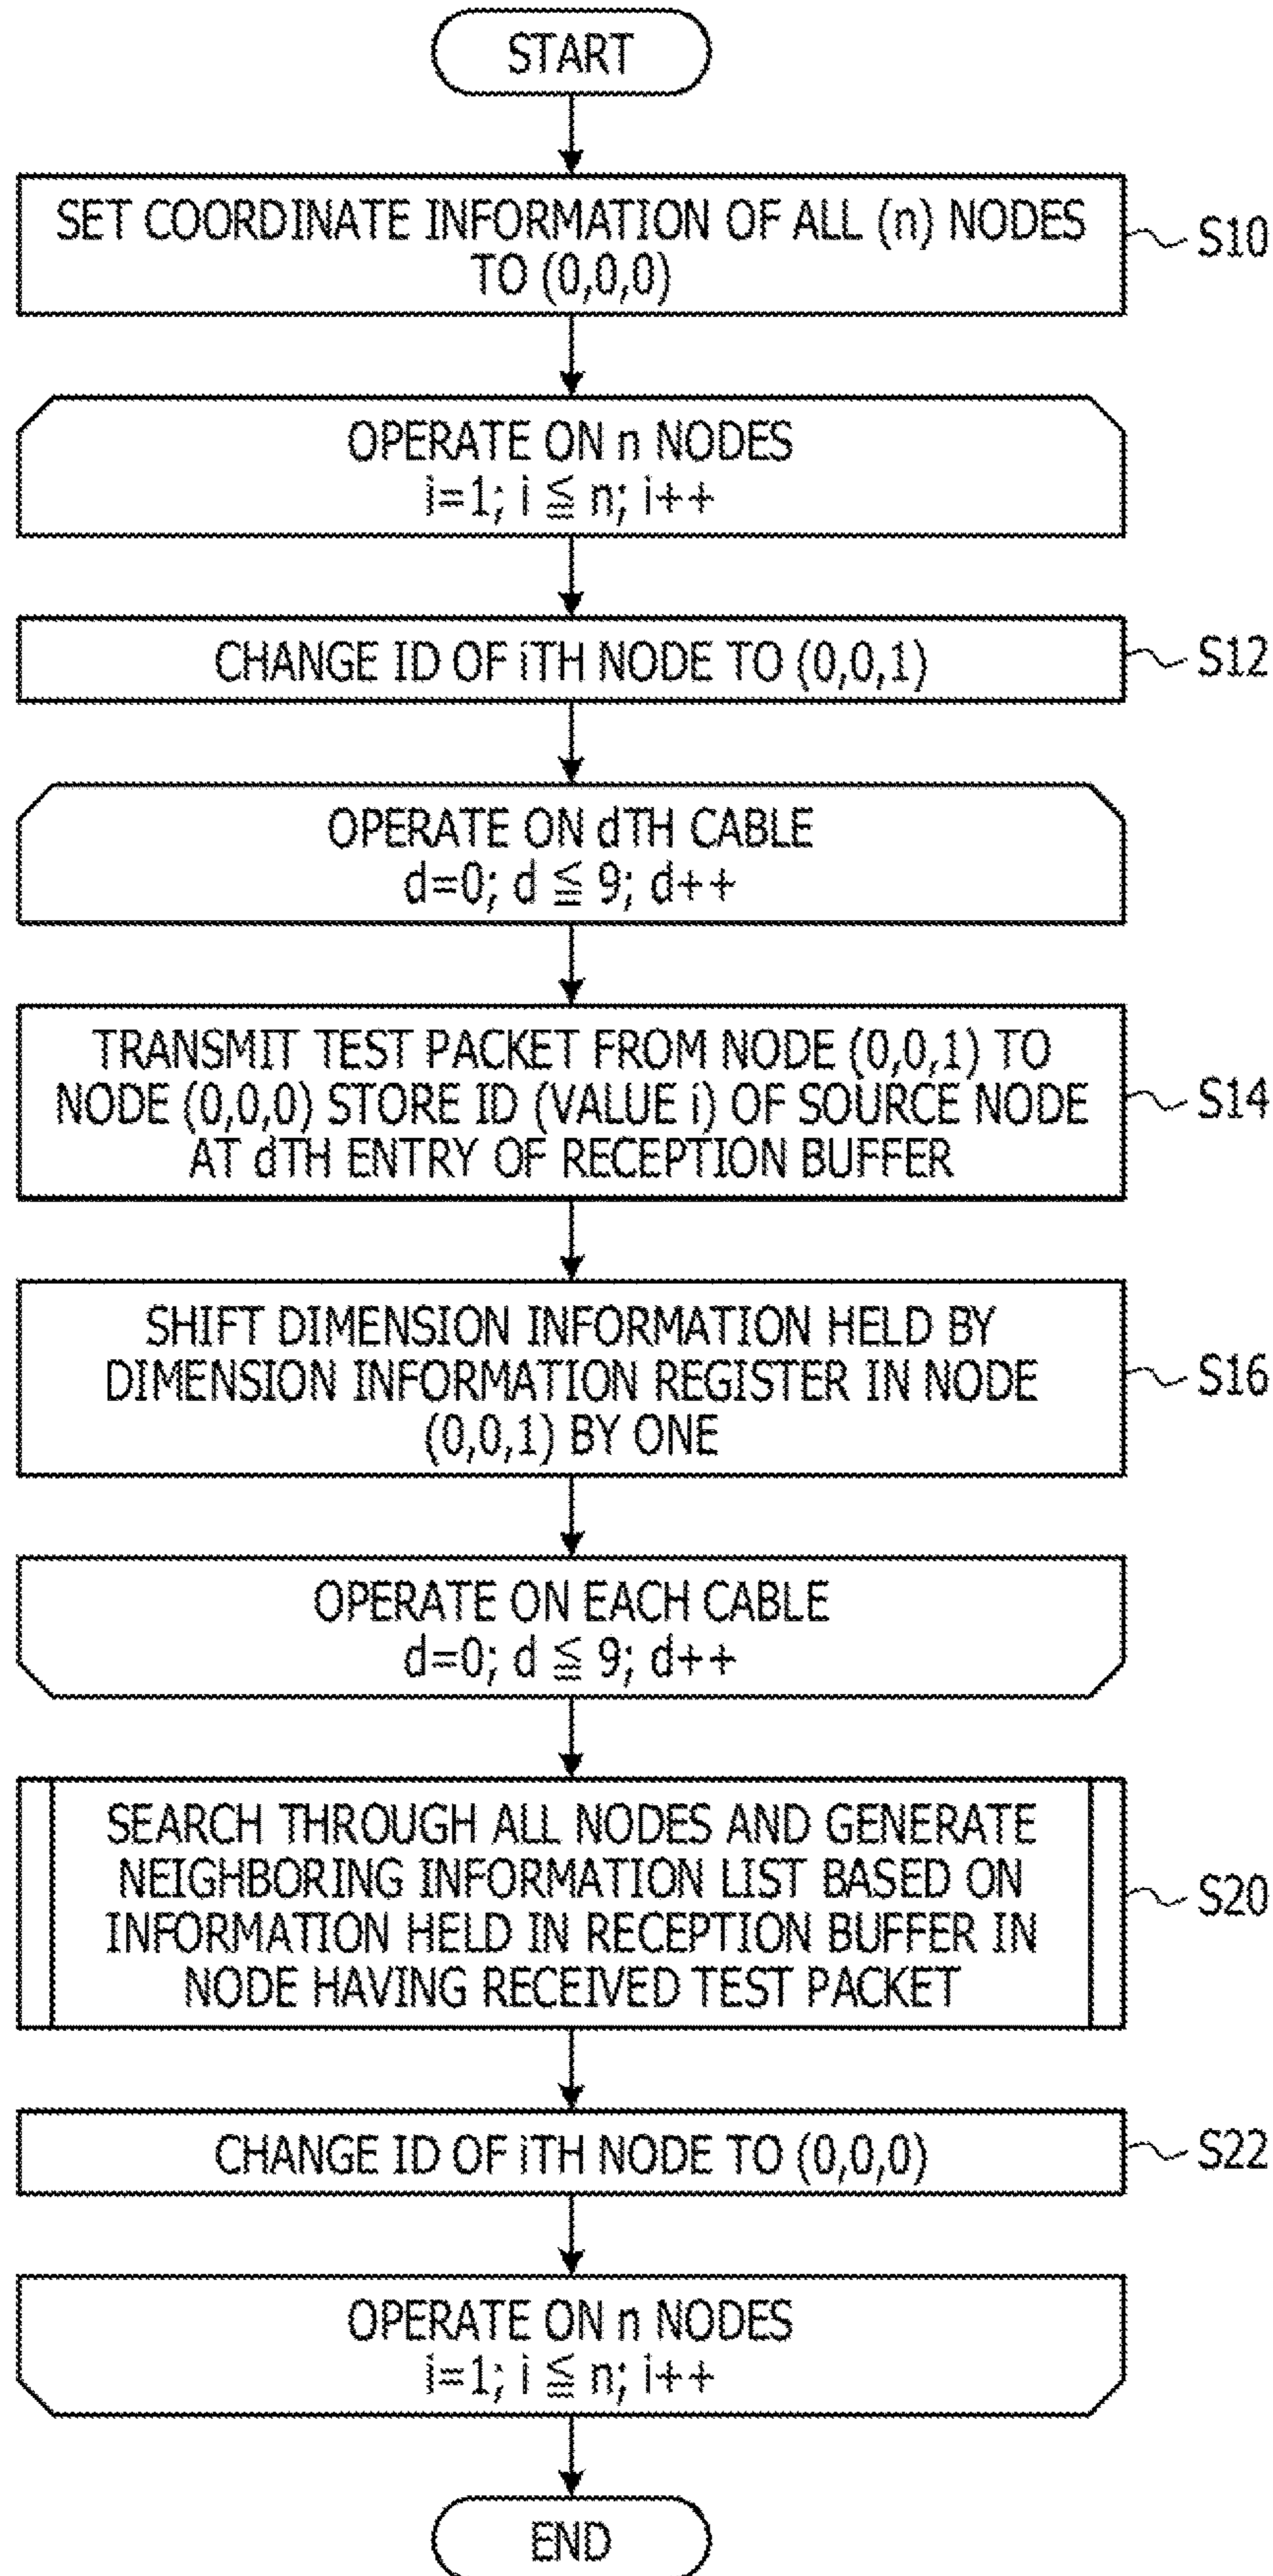 START
SET COORDINATE INFORMATION OF ALL (n) NODES
TO (0,0,0)
S10
OPERATE ON n NODES
i=1; i ≦ n; i++
CHANGE ID OF iTH NODE TO (0,0,1)
S12
OPERATE ON dTH CABLE
d=0; d ≦ 9; d++
TRANSMIT TEST PACKET FROM NODE (0,0,1) TO
NODE (0,0,0) STORE ID (VALUE i) OF SOURCE NODE
AT dTH ENTRY OF RECEPTION BUFFER
S14
SHIFT DIMENSION INFORMATION HELD BY
DIMENSION INFORMATION REGISTER IN NODE
(0,0,1) BY ONE
S16
OPERATE ON EACH CABLE
d=0; d ≦ 9; d++
SEARCH THROUGH ALL NODES AND GENERATE
NEIGHBORING INFORMATION LIST BASED ON
INFORMATION HELD IN RECEPTION BUFFER IN
NODE HAVING RECEIVED TEST PACKET
S20
CHANGE ID OF iTH NODE TO (0,0,0)
S22
OPERATE ON n NODES
i=1; i ≦ n; i++
END